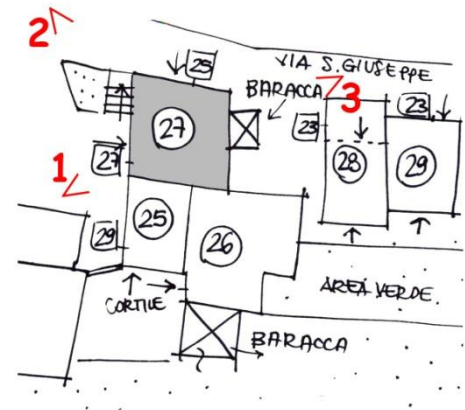 2
VIA S. GIUSEPPE
25
BARACCA
3
23
23
27
28
29
27
1
25
26
29
CORTILE
AREA VERDE
BARACCA